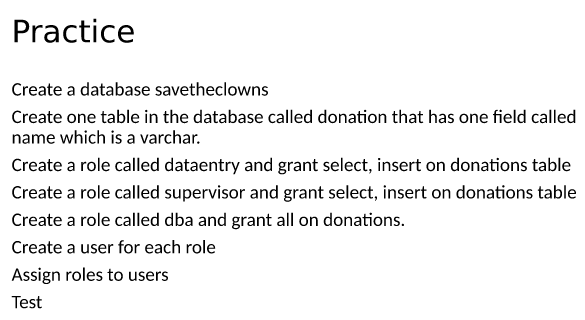 Practice
Create a database savetheclowns
Create one table in the database called donation that has one field called
name which is a varchar.
Create a role called dataentry and grant select, insert on donations table
Create a role called supervisor and grant select, insert on donations table
Create a role called dba and grant all on donations.
Create a user for each role
Assign roles to users
Test